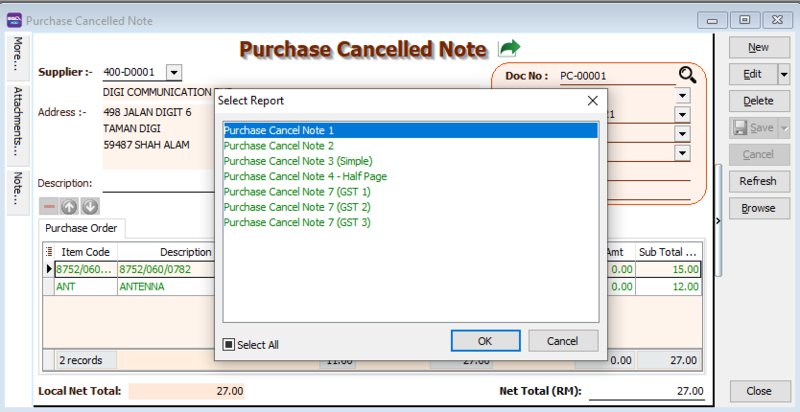 Purchase Cancelled Note
More...
Attachments...
Note...
Purchase Cancelled Note
Supplier :- 400-D0001
DIGI COMMUNICATION
Address :- 498 JALAN DIGIT 6
TAMAN DIGI
59487 SHAH ALAM
Description:
Doc No : PC-00001
Select Report
Purchase Cancel Note 1
Purchase Cancel Note 2
Purchase Cancel Note 3 (Simple)
Purchase Cancel Note 4 - Half Page
Purchase Cancel Note 7 (GST 1)
Purchase Cancel Note 7 (GST 2)
Purchase Cancel Note 7 (GST 3)
Select All
OK
Cancel
Purchase Order
Item Code Description Amt Sub Total ...
8752/060... 8752/060/0782 0.00 15.00
ANT ANTENNA 0.00 12.00
2 records 11.00 27.00 0.00 27.00
Local Net Total: 27.00 Net Total (RM): 27.00
New
Edit
Delete
Save
Cancel
Refresh
Browse
Close